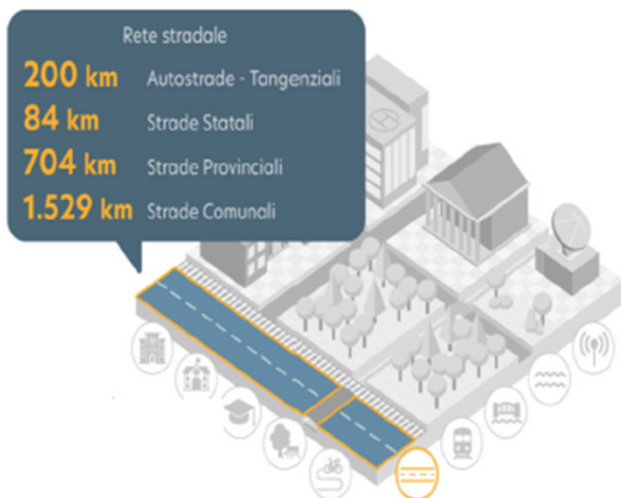 Rete stradale
200 km Autostrade - Tangenziali
84 km Strade Statali
704 km Strade Provinciali
1.529 km Strade Comunali
H